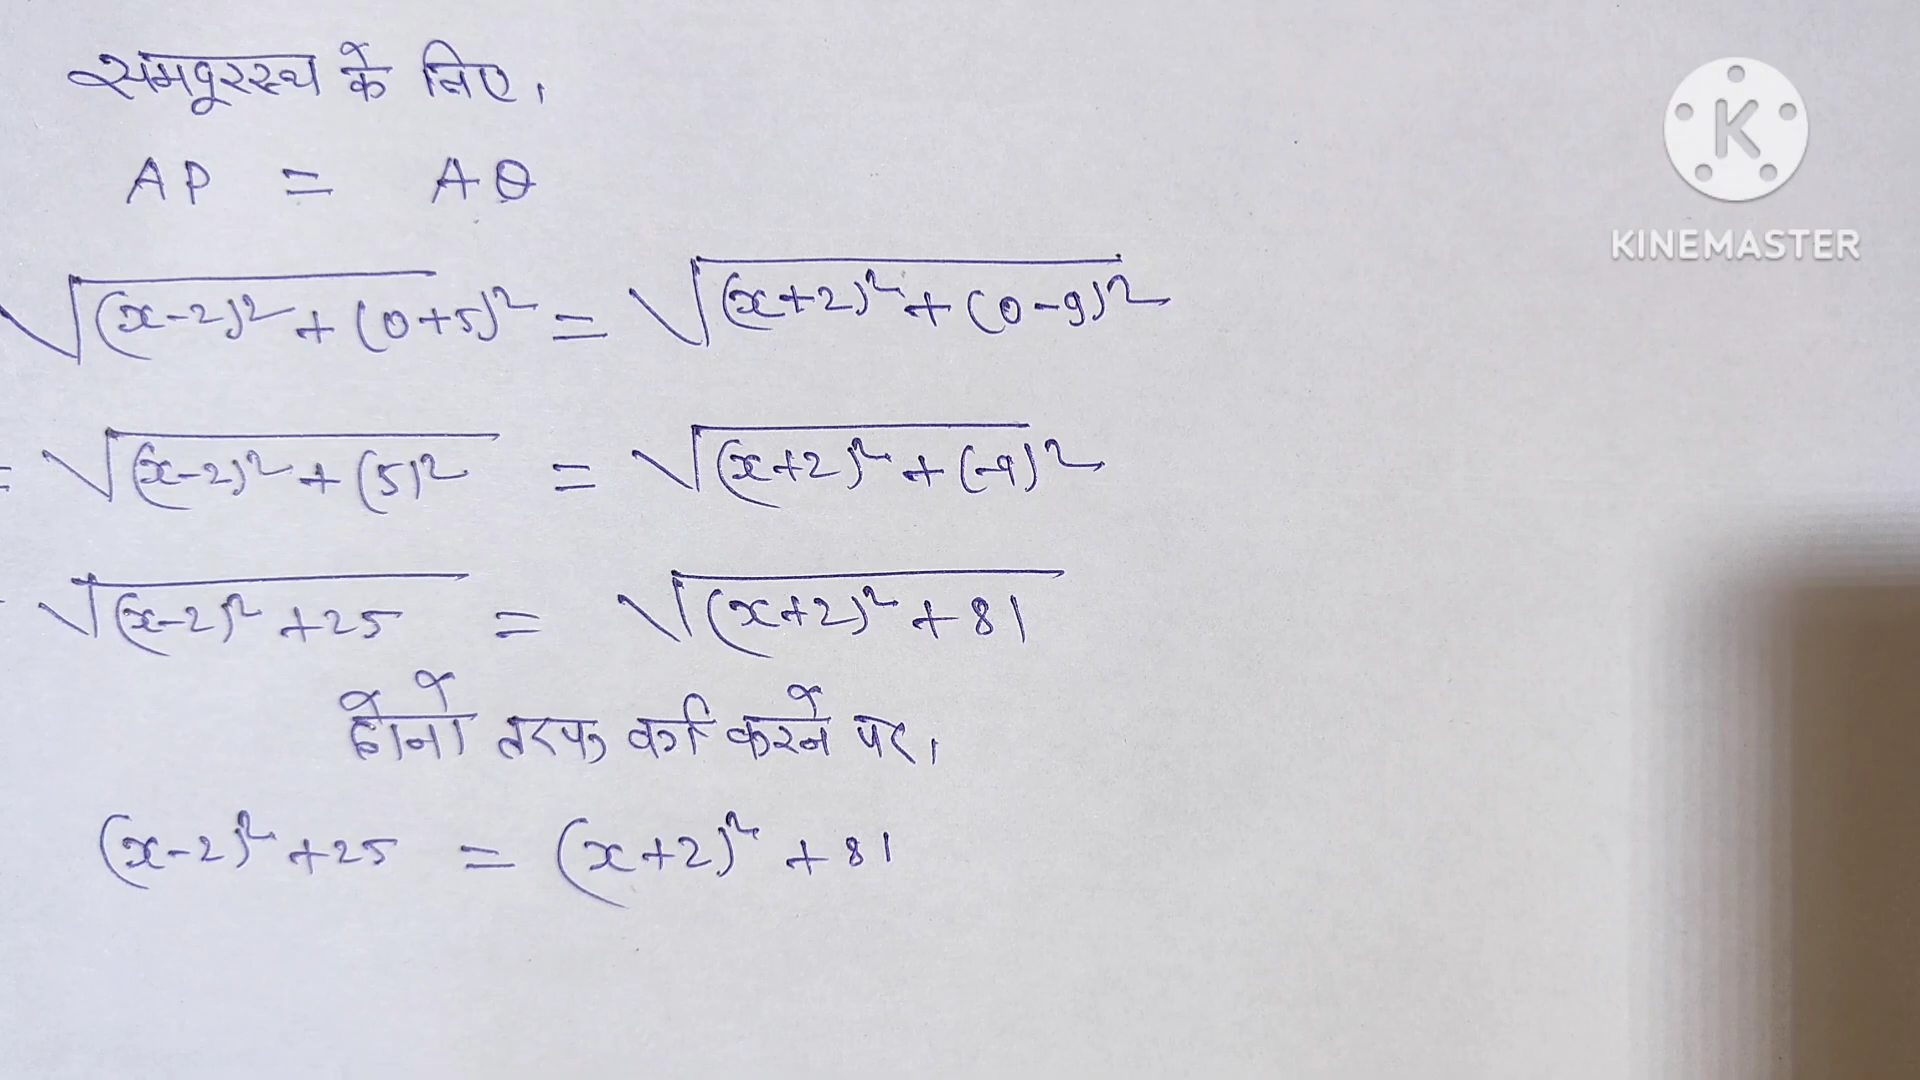 समदूरस्थ के लिए,
AP = AQ
√(x-2)² + (0+5)² = √(x+2)² + (0-9)²
= √(x-2)² + (5)² = √(x+2)² + (-9)²
√(x-2)² + 25 = √(x+2)² + 81
दोनों तरफ वर्ग करने पर,
(x-2)² + 25 = (x+2)² + 81
K
KINEMASTER